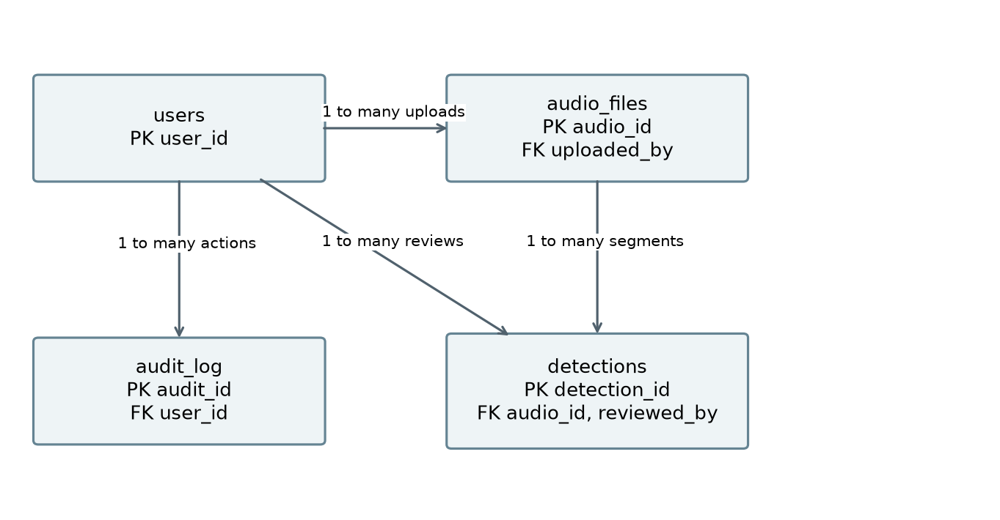 users
PK user_id
1 to many uploads
audio_files
PK audio_id
FK uploaded_by
1 to many actions
1 to many reviews
1 to many segments
audit_log
PK audit_id
FK user_id
detections
PK detection_id
FK audio_id, reviewed_by